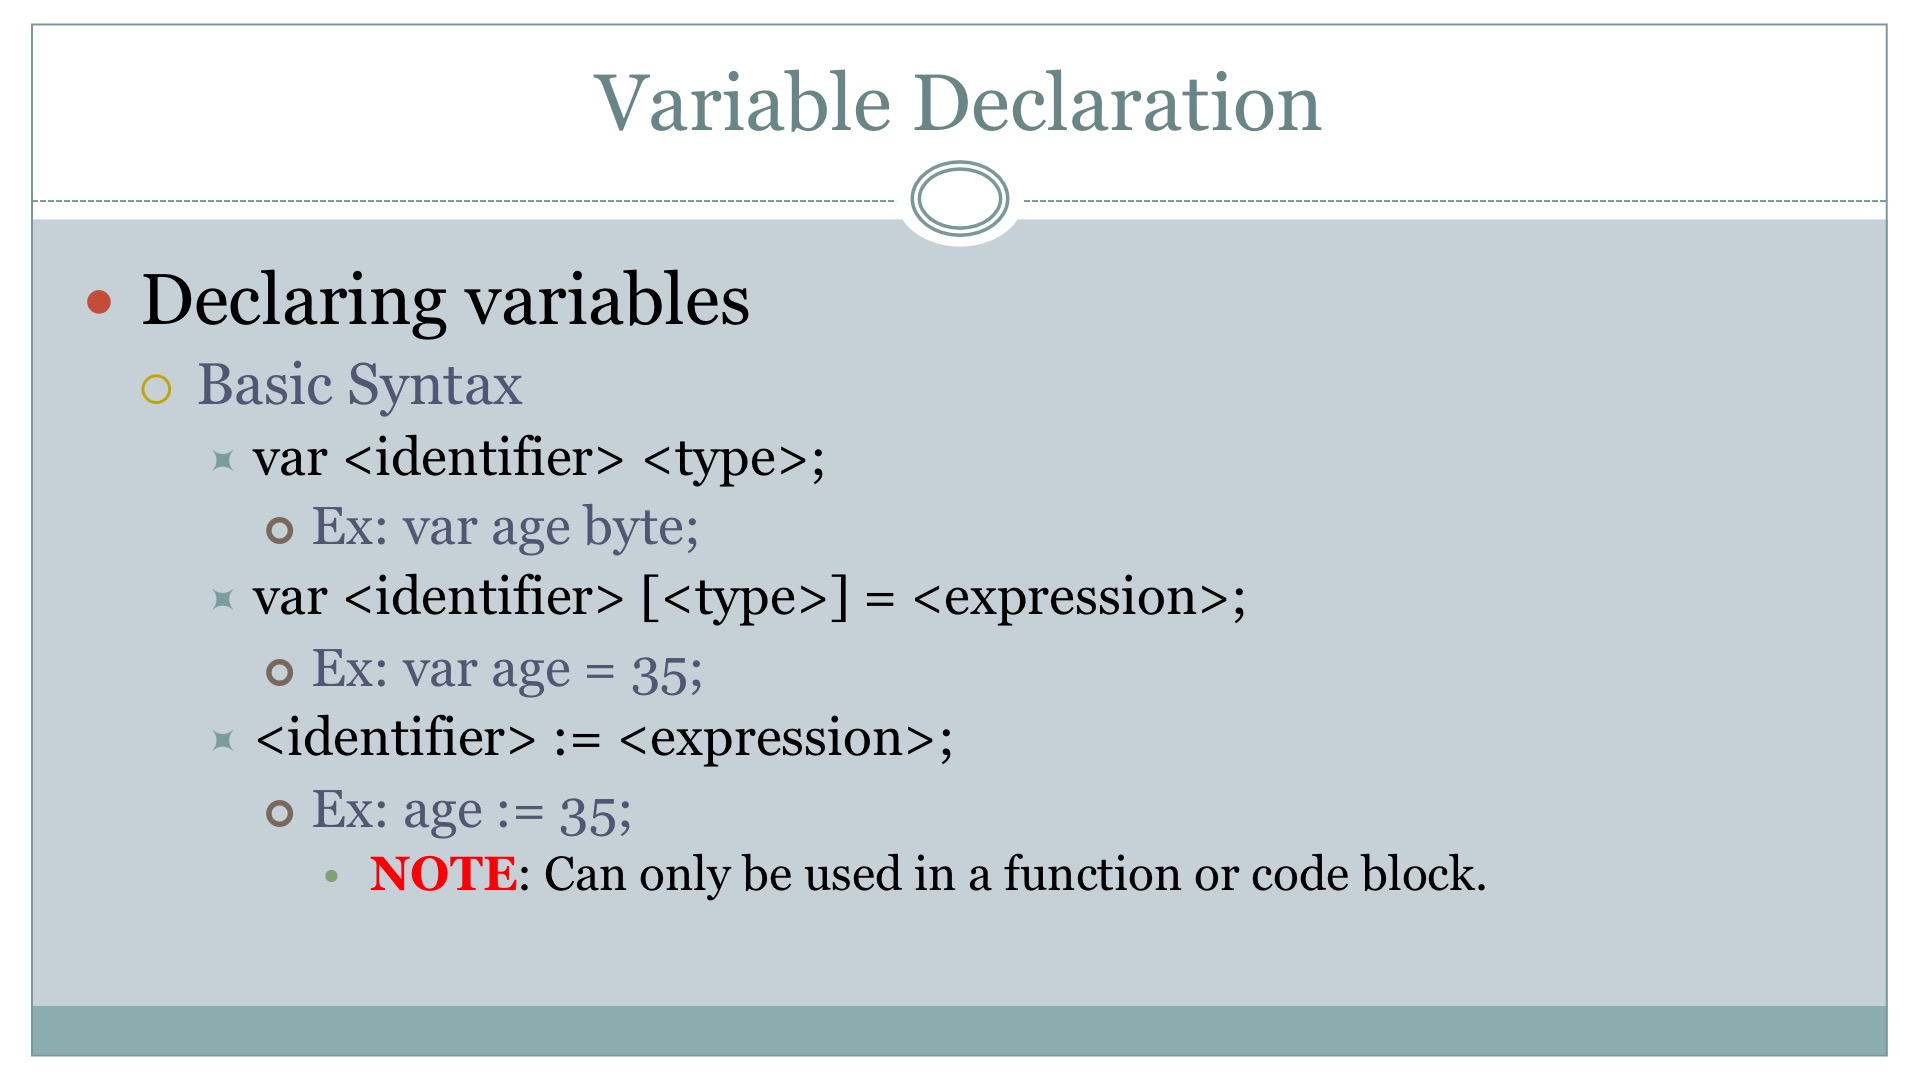 Variable Declaration
Declaring variables
Basic Syntax
var <identifier> <type>;
Ex: var age byte;
var <identifier> [<type>] = <expression>;
Ex: var age = 35;
<identifier> := <expression>;
Ex: age := 35;
NOTE: Can only be used in a function or code block.